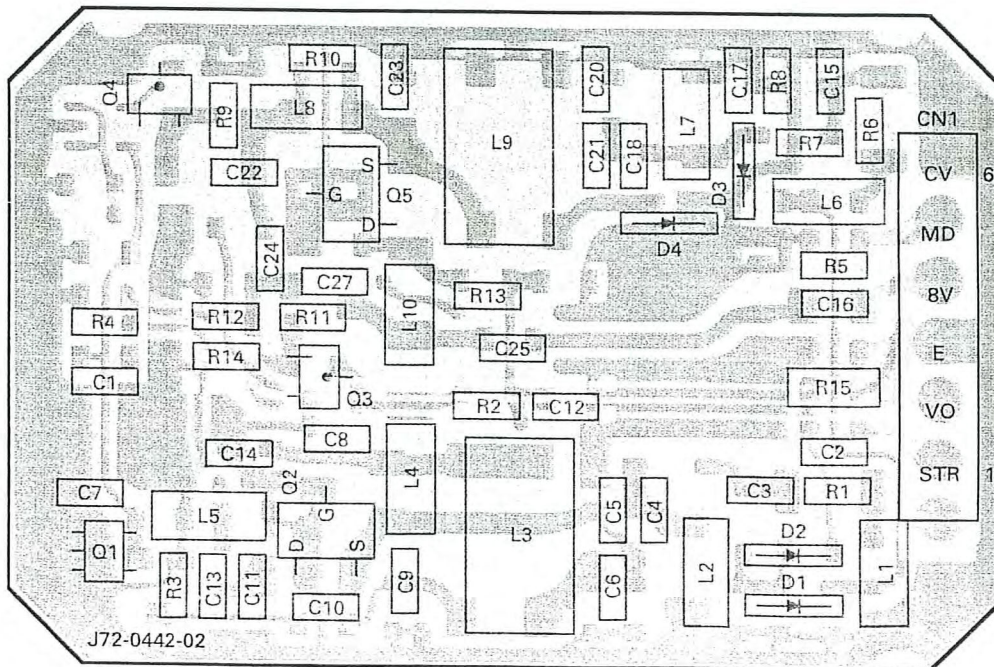 R10
C23
C20
C17
R8
C15
Q4
R9
L8
L9
L7
R6
CN1
C21
C18
R7
C22
S
G
Q5
D
D3
L6
CV
6
D4
MD
C24
C27
R5
8V
R13
C16
R4
R12
R11
L10
C25
E
R14
C1
Q3
R2
C12
R15
VO
C8
C14
L4
C2
Q2
STR
1
C7
L5
G
D
S
L3
C5
C4
C3
R1
Q1
D2
R3
C13
C11
C9
C6
L2
L1
D1
C10
J72-0442-02